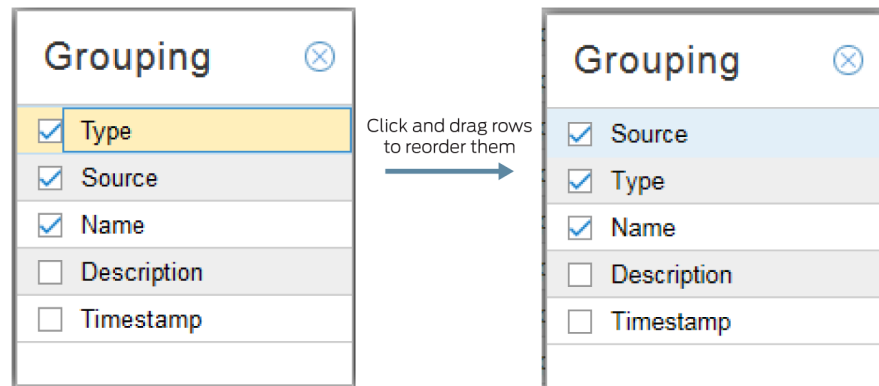 Grouping
Type
Source
Name
Description
Timestamp
Click and drag rows
to reorder them
Grouping
Source
Type
Name
Description
Timestamp